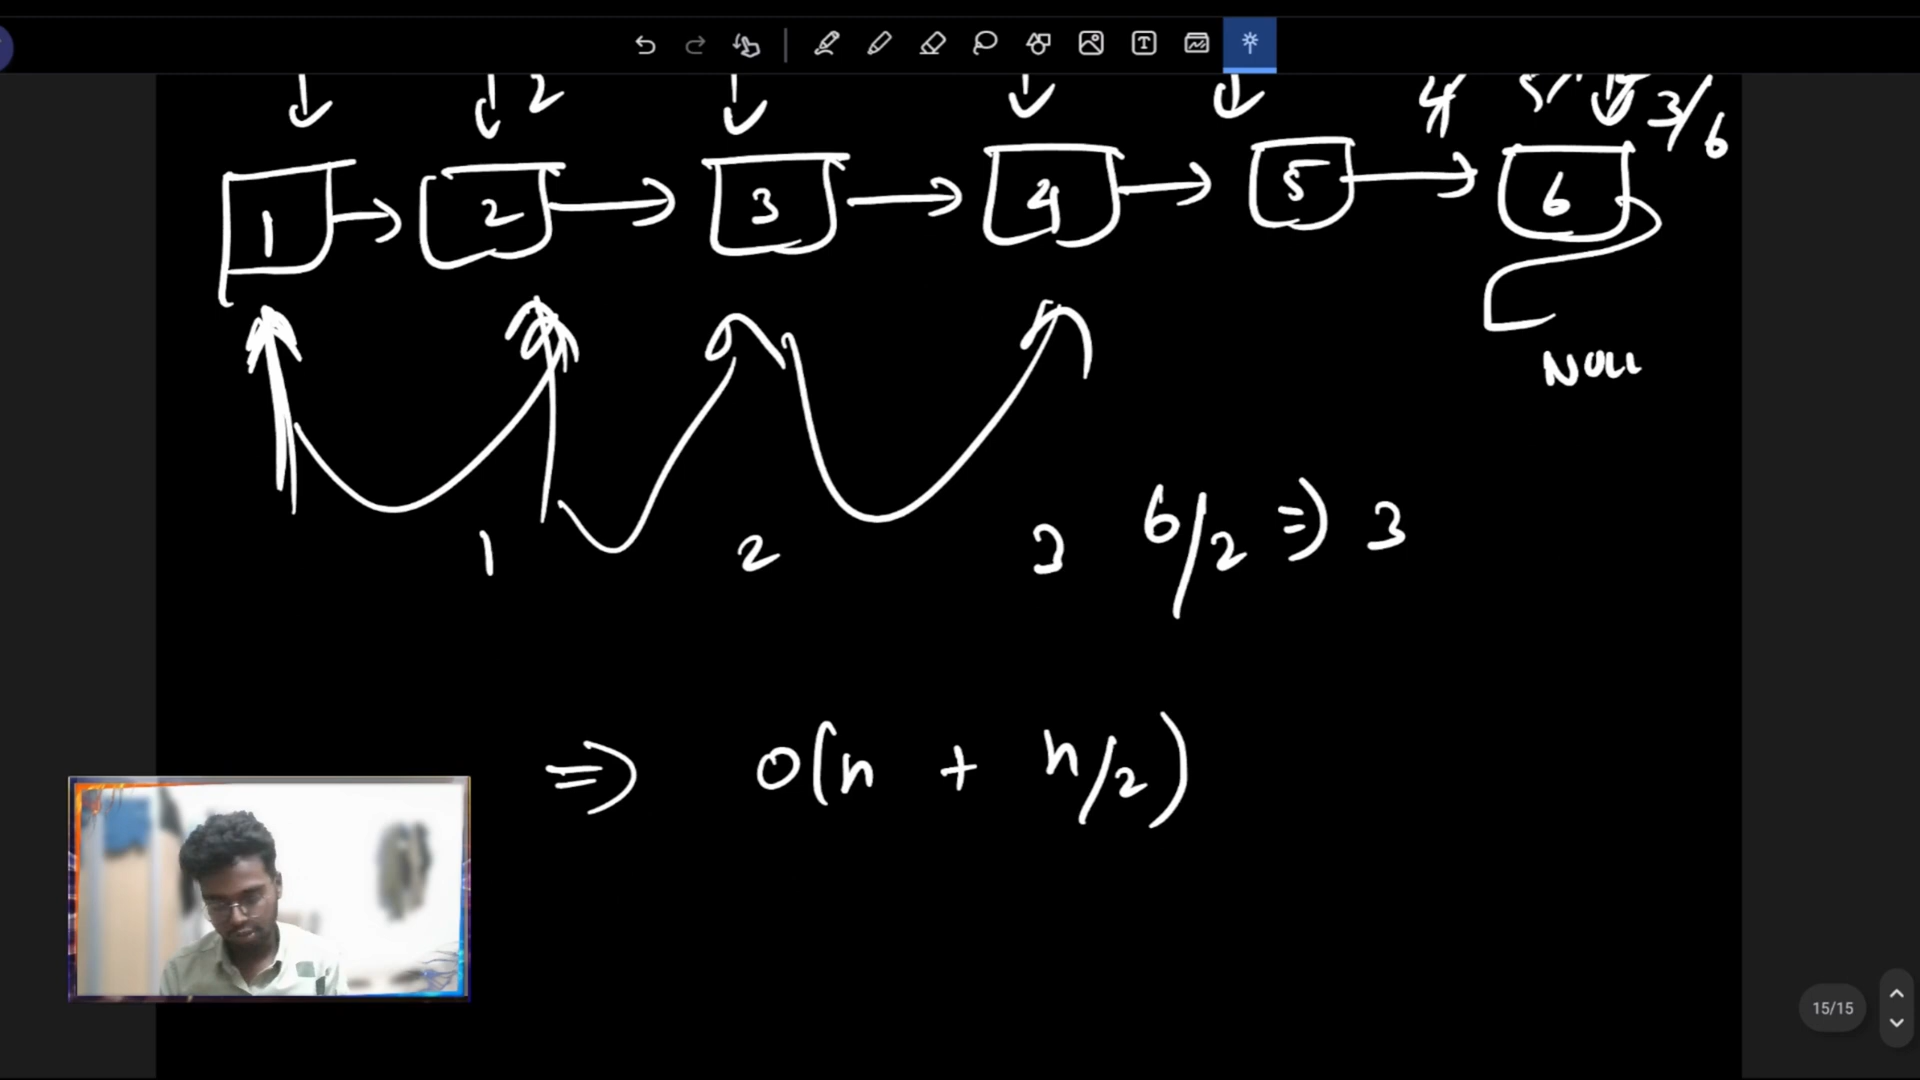 2 4 5 3/6
1 → 2 → 3 → 4 → 5 → 6
NULL
1 2 3 6/2 ⇒ 3
⇒ O(n + n/2)
15/15